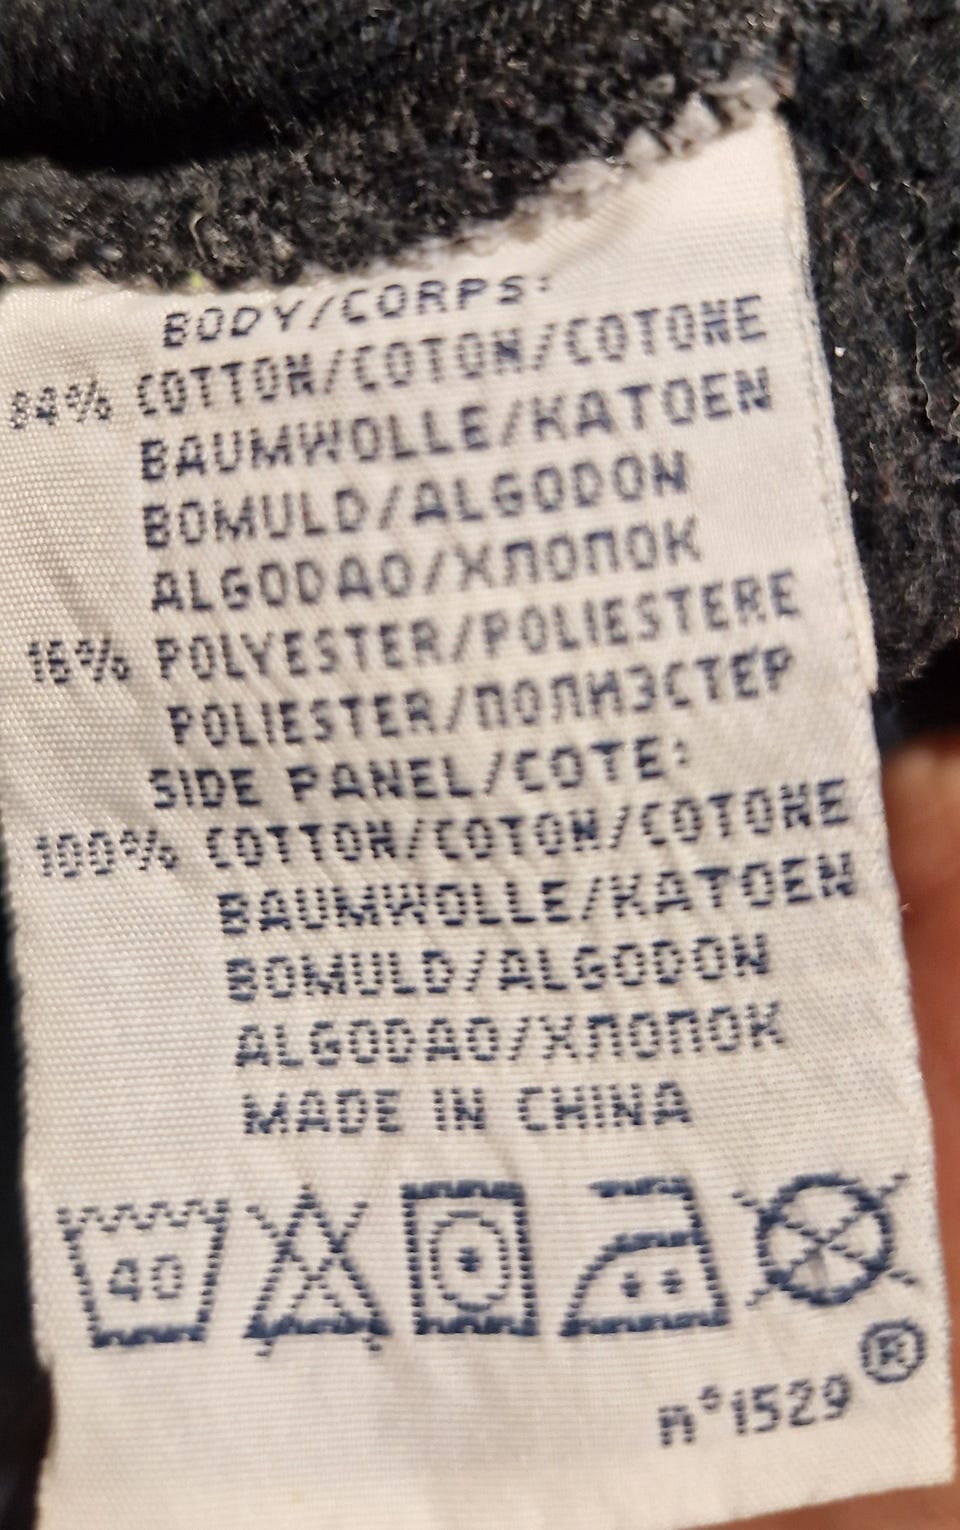 BODY/CORPS:
84% COTTON/COTON/COTONE
BAUMWOLLE/KATOEN
BOMULD/ALGODON
ALGODAO/ХЛОПОК
16% POLYESTER/POLIESTERE
POLIESTER/ПОЛИЭСТЕР
SIDE PANEL/COTE:
100% COTTON/COTON/COTONE
BAUMWOLLE/KATOEN
BOMULD/ALGODON
ALGODAO/ХЛОПОК
MADE IN CHINA
40
®
n°1529